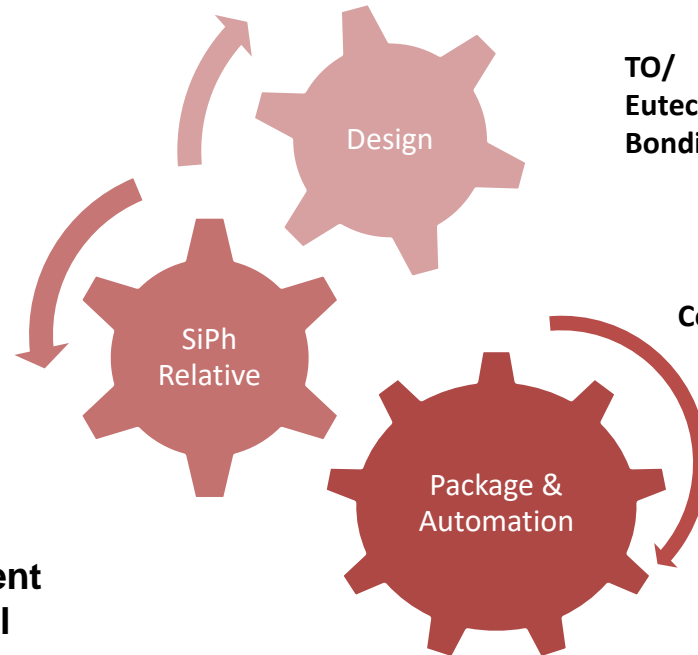 Design
TO/
Eutec
Bondi
SiPh
Relative
Co
Package &
Automation
ent
l